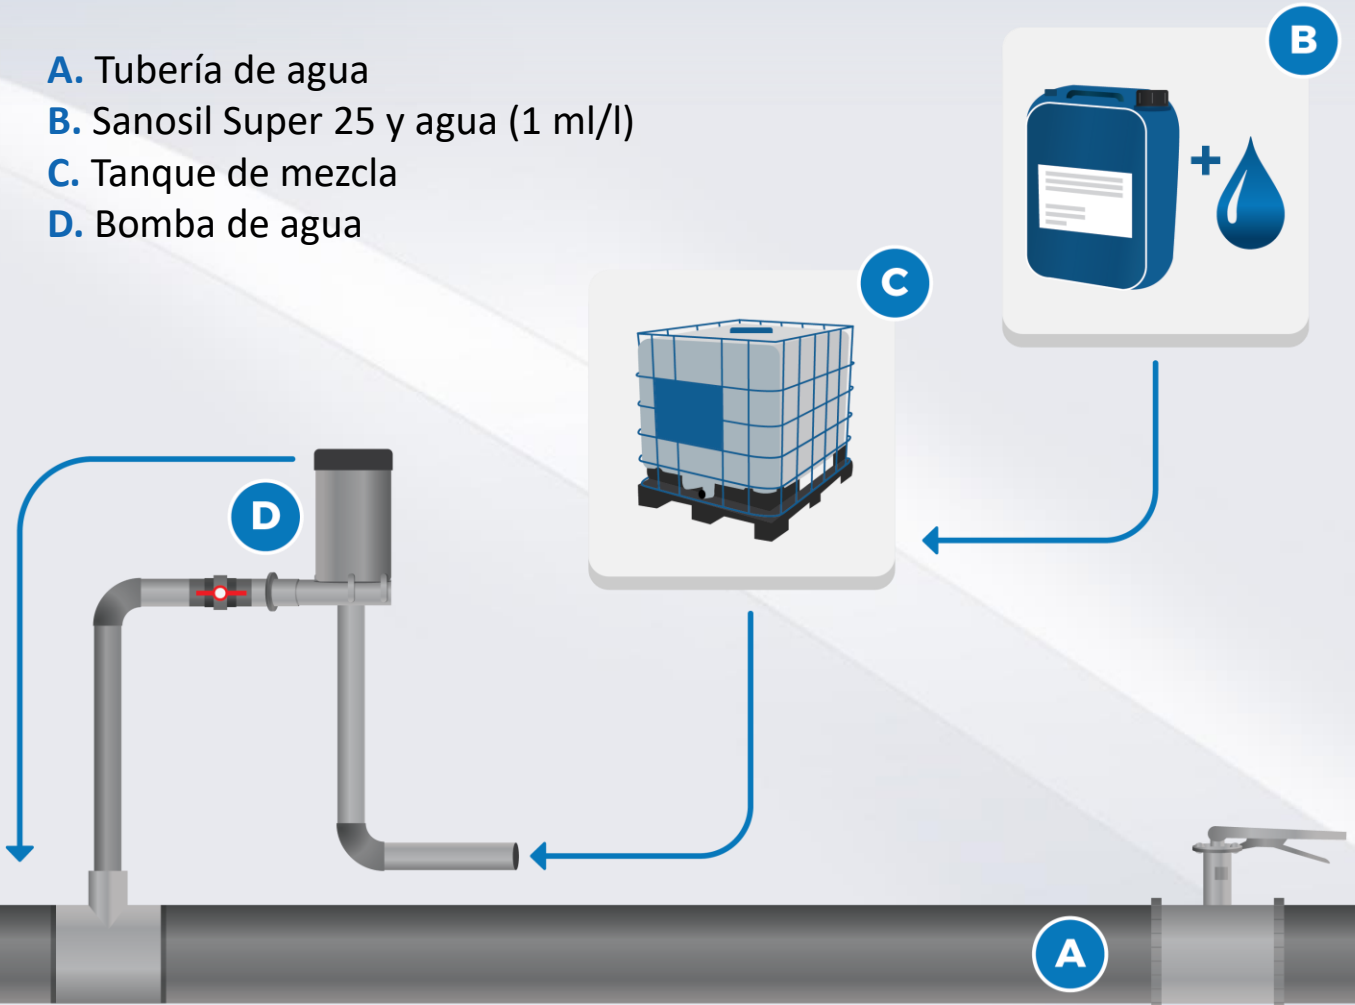 A. Tubería de agua
B. Sanosil Super 25 y agua (1 ml/l)
C. Tanque de mezcla
D. Bomba de agua
B
+
C
D
A